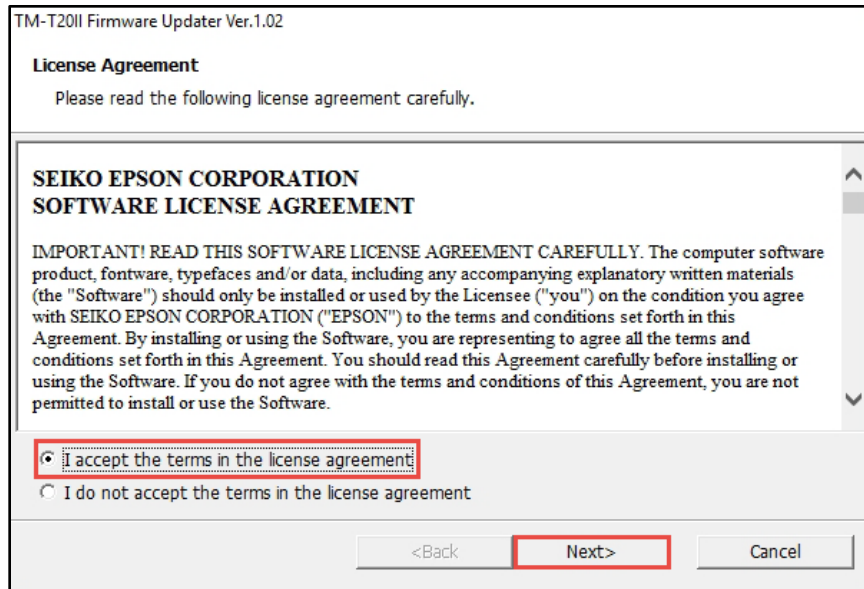 TM-T20II Firmware Updater Ver.1.02
License Agreement
Please read the following license agreement carefully.
SEIKO EPSON CORPORATION
SOFTWARE LICENSE AGREEMENT
IMPORTANT! READ THIS SOFTWARE LICENSE AGREEMENT CAREFULLY. The computer software
product, fontware, typefaces and/or data, including any accompanying explanatory written materials
(the "Software") should only be installed or used by the Licensee ("you") on the condition you agree
with SEIKO EPSON CORPORATION ("EPSON") to the terms and conditions set forth in this
Agreement. By installing or using the Software, you are representing to agree all the terms and
conditions set forth in this Agreement. You should read this Agreement carefully before installing or
using the Software. If you do not agree with the terms and conditions of this Agreement, you are not
permitted to install or use the Software.
I accept the terms in the license agreement
I do not accept the terms in the license agreement
<Back Next> Cancel